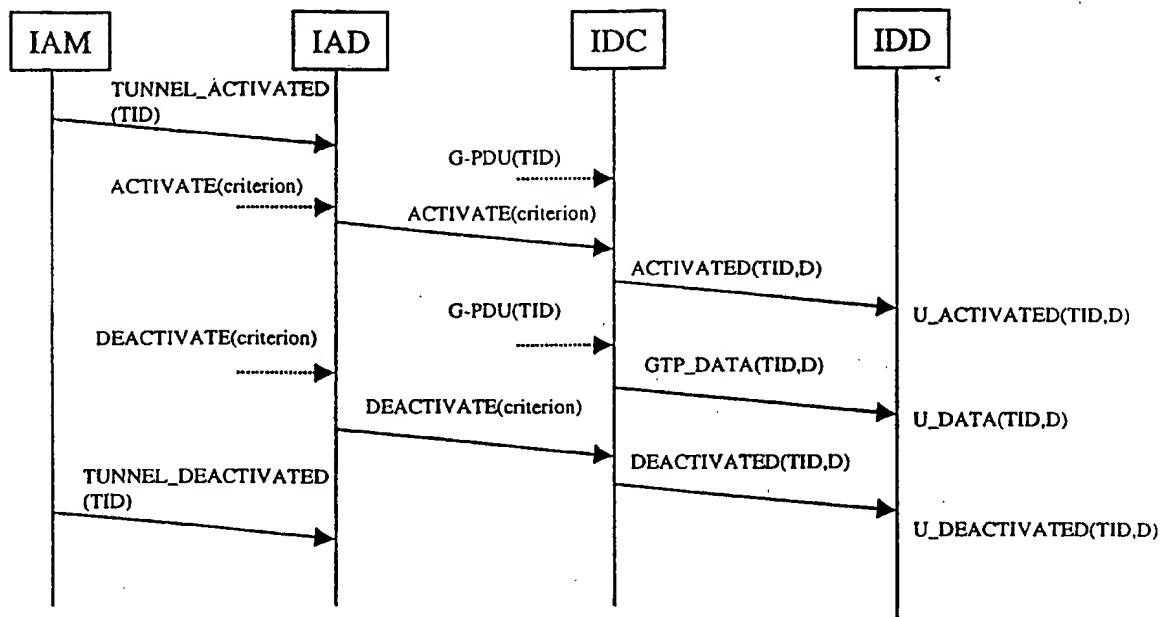 IAM
IAD
IDC
IDD
TUNNEL_ACTIVATED
(TID)
G-PDU(TID)
ACTIVATE(criterion)
ACTIVATE(criterion)
ACTIVATED(TID,D)
U_ACTIVATED(TID,D)
G-PDU(TID)
DEACTIVATE(criterion)
GTP_DATA(TID,D)
DEACTIVATE(criterion)
U_DATA(TID,D)
DEACTIVATED(TID,D)
TUNNEL_DEACTIVATED
(TID)
U_DEACTIVATED(TID,D)